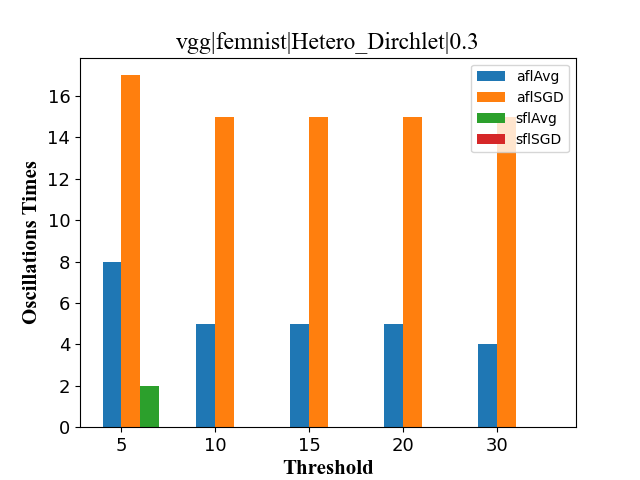 vgg|femnist|Hetero_Dirchlet|0.3
aflAvg
aflSGD
sflAvg
sflSGD
Oscillations Times
16
14
12
10
8
6
4
2
0
5 10 15 20 30
Threshold